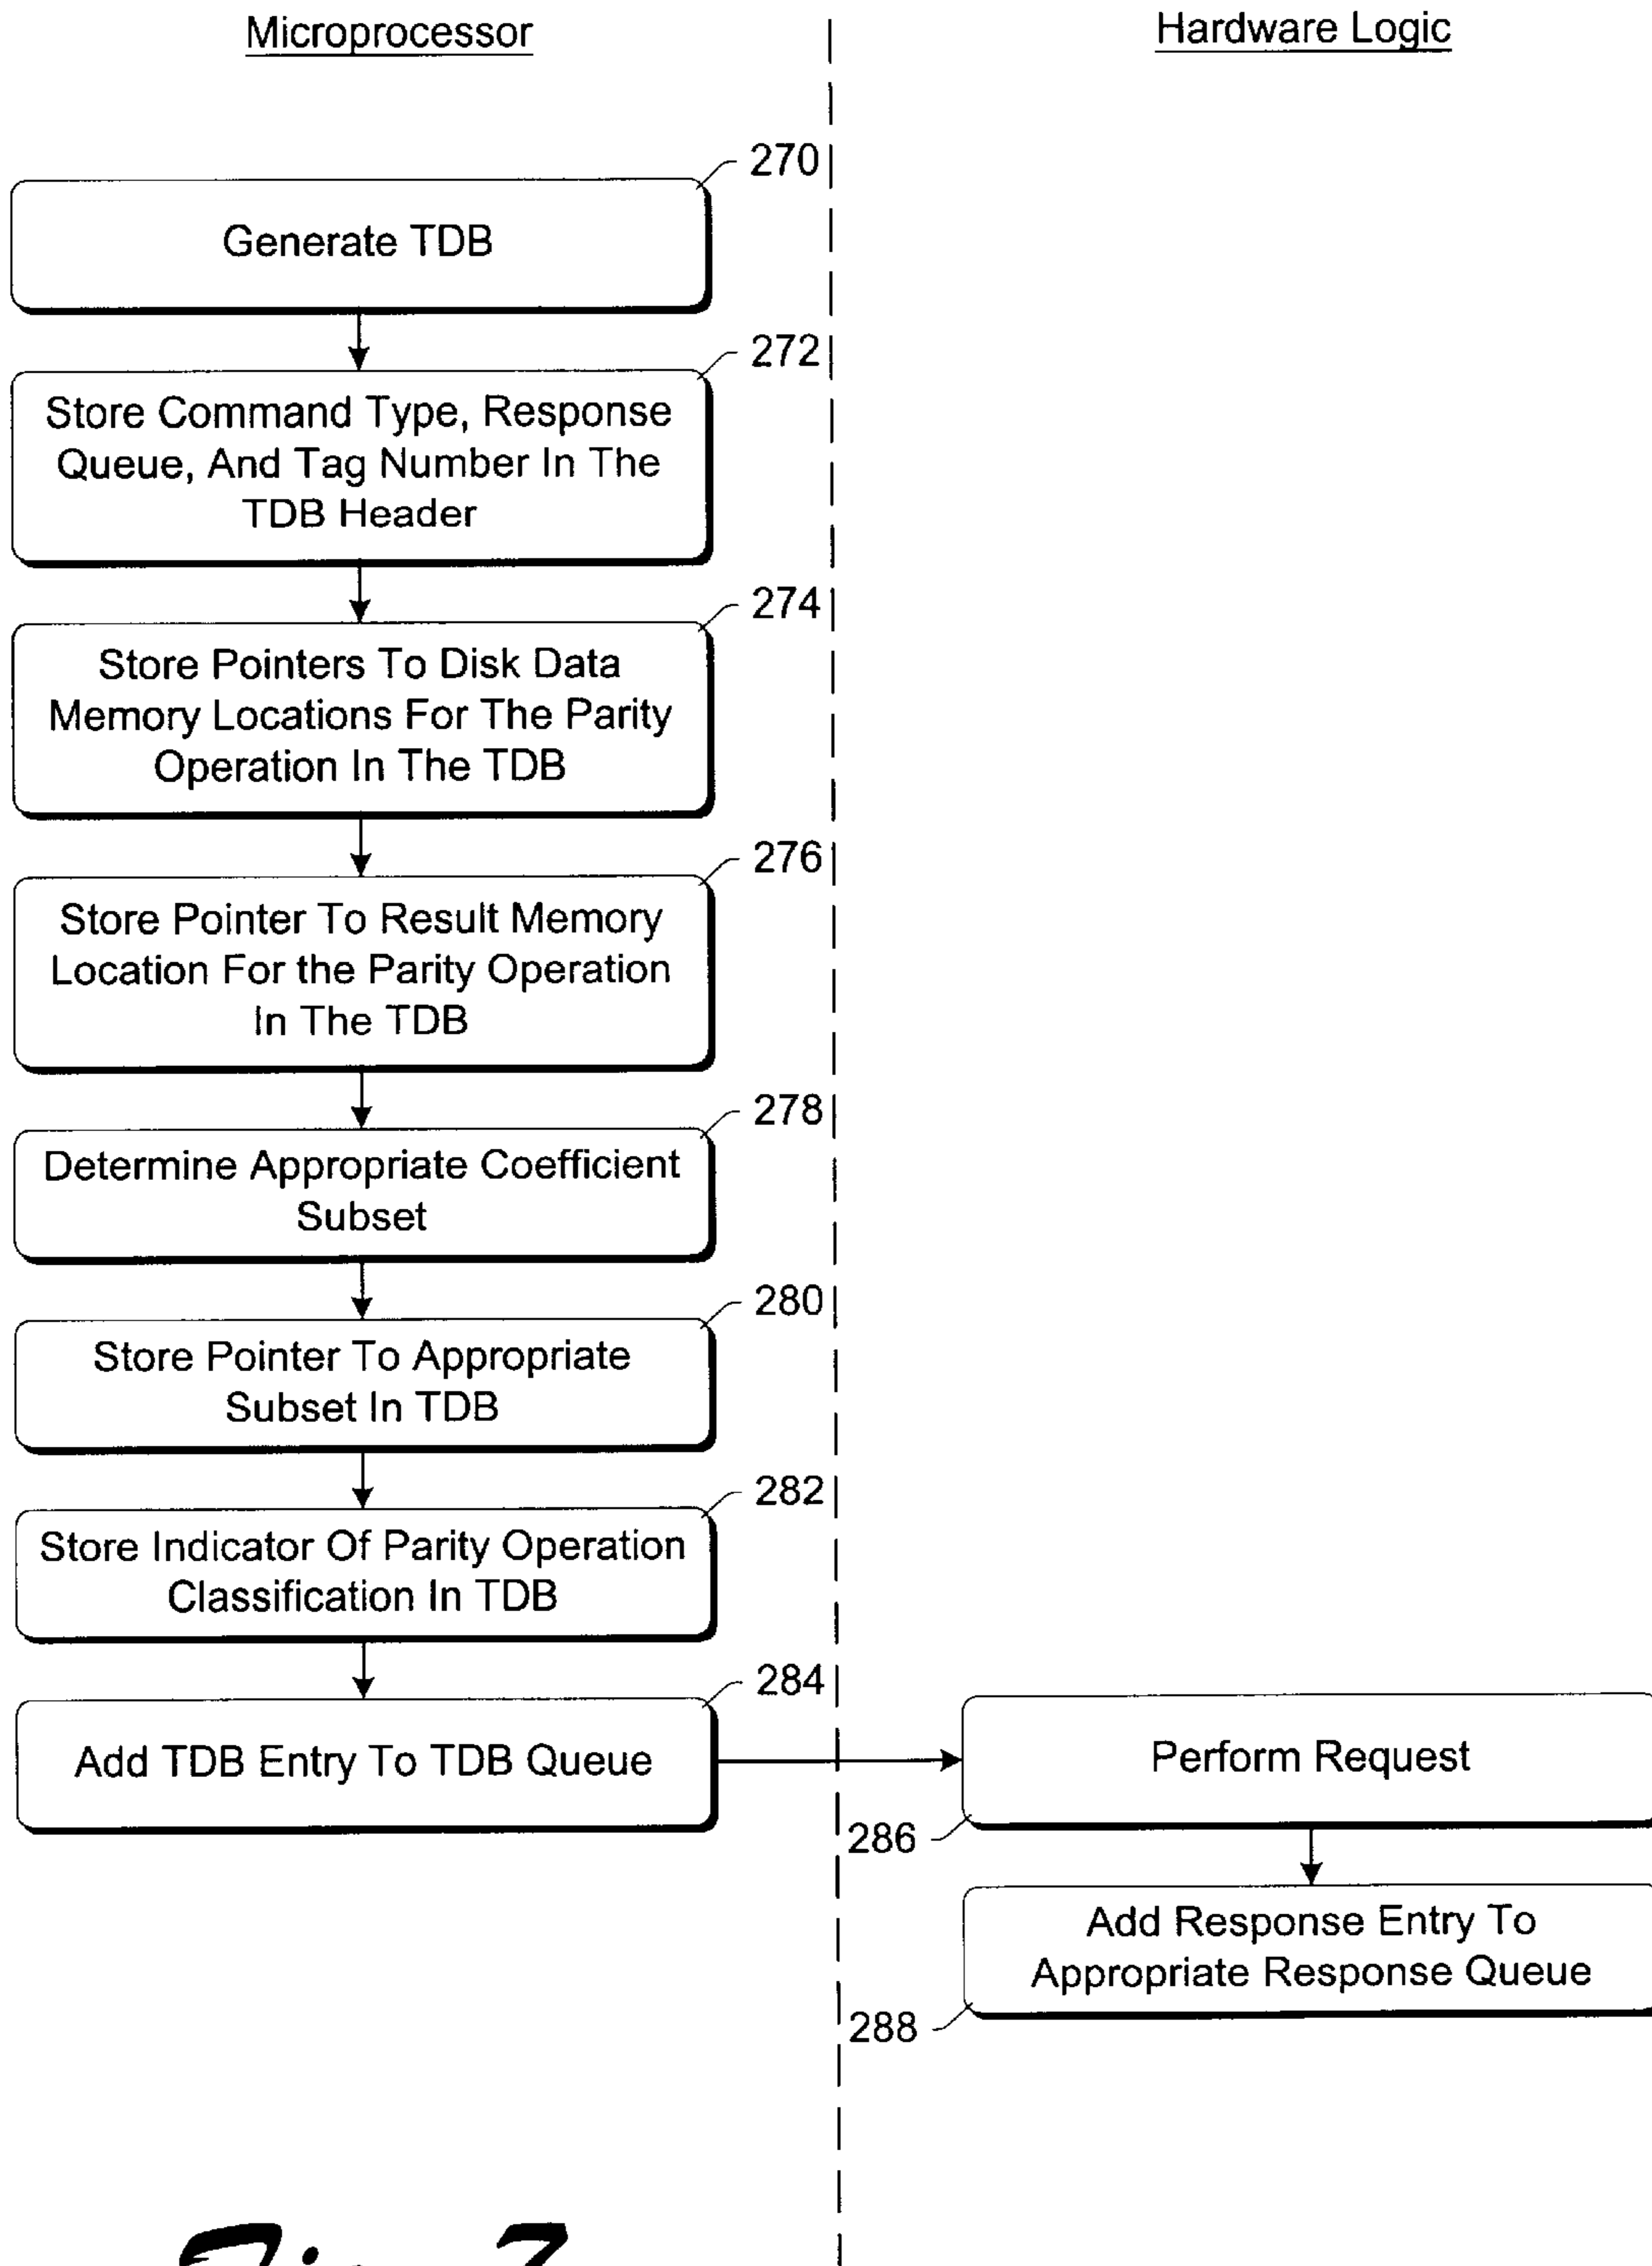 Microprocessor
Hardware Logic
270
Generate TDB
272
Store Command Type, Response
Queue, And Tag Number In The
TDB Header
274
Store Pointers To Disk Data
Memory Locations For The Parity
Operation In The TDB
276
Store Pointer To Result Memory
Location For the Parity Operation
In The TDB
278
Determine Appropriate Coefficient
Subset
280
Store Pointer To Appropriate
Subset In TDB
282
Store Indicator Of Parity Operation
Classification In TDB
284
Add TDB Entry To TDB Queue
Perform Request
286
Add Response Entry To
Appropriate Response Queue
288